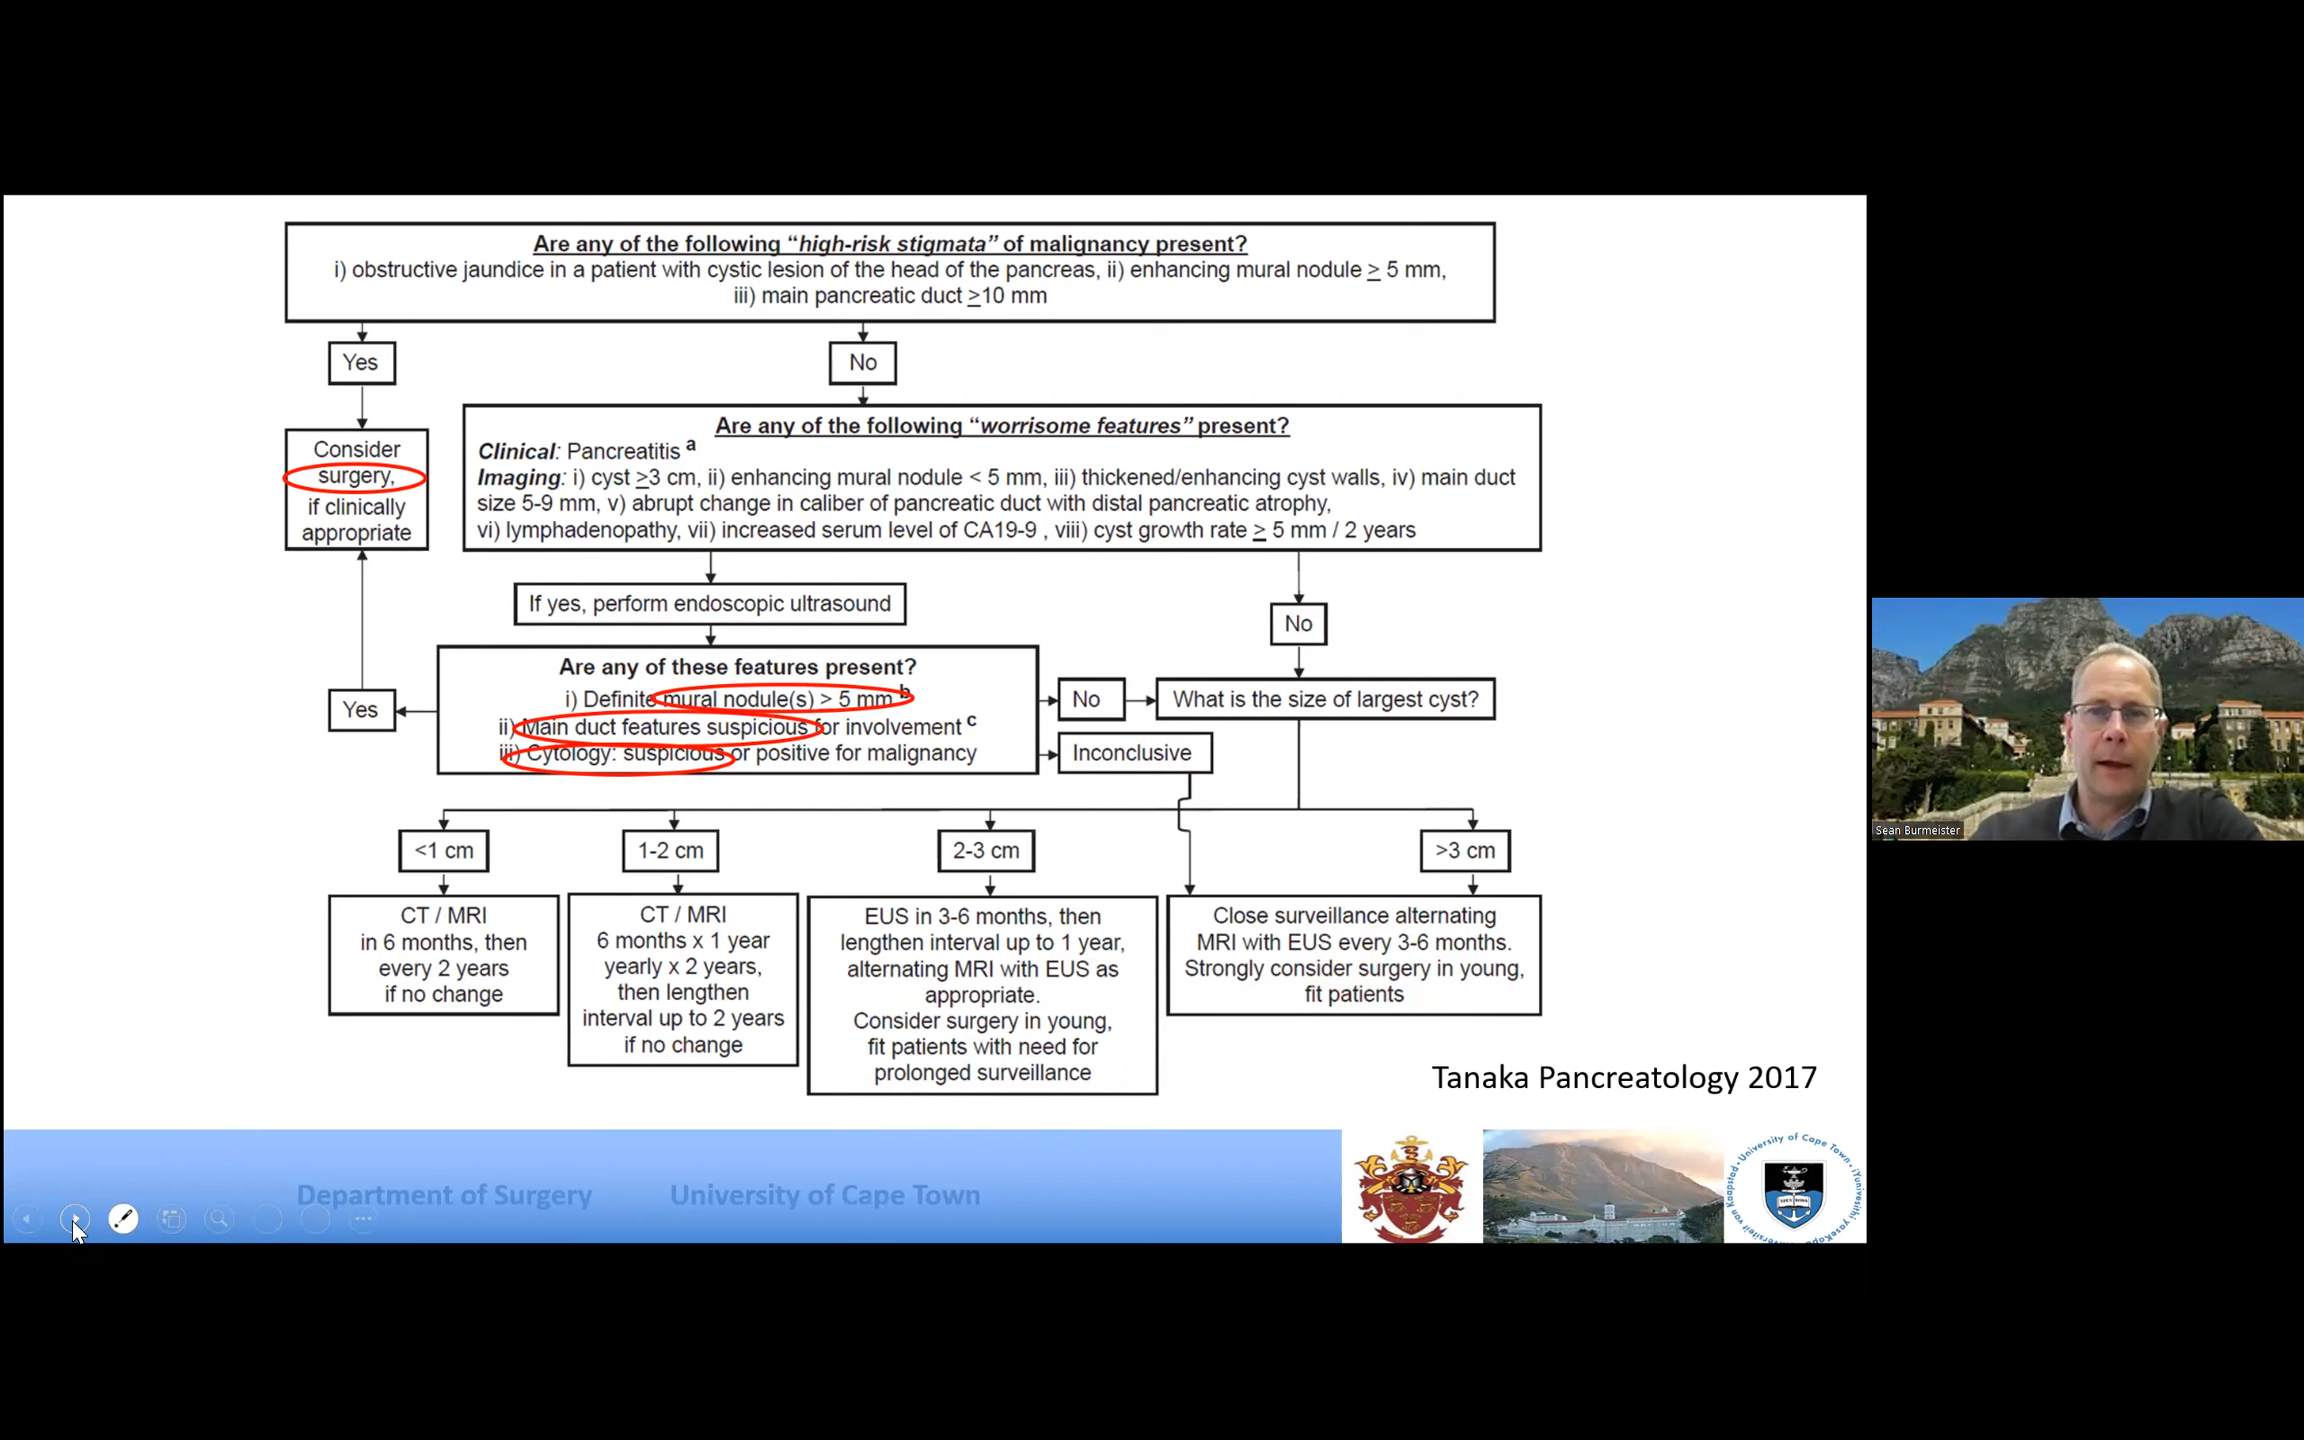 Are any of the following “high-risk stigmata” of malignancy present?
i) obstructive jaundice in a patient with cystic lesion of the head of the pancreas, ii) enhancing mural nodule ≥ 5 mm,
iii) main pancreatic duct ≥10 mm
Yes
No
Consider
surgery,
if clinically
appropriate
Are any of the following “worrisome features” present?
Clinical: Pancreatitis a
Imaging: i) cyst ≥3 cm, ii) enhancing mural nodule < 5 mm, iii) thickened/enhancing cyst walls, iv) main duct
size 5-9 mm, v) abrupt change in caliber of pancreatic duct with distal pancreatic atrophy,
vi) lymphadenopathy, vii) increased serum level of CA19-9 , viii) cyst growth rate ≥ 5 mm / 2 years
If yes, perform endoscopic ultrasound
No
Are any of these features present?
i) Definite mural nodule(s) > 5 mm b
ii) Main duct features suspicious for involvement c
iii) Cytology: suspicious or positive for malignancy
Yes
No
What is the size of largest cyst?
Inconclusive
<1 cm
1-2 cm
2-3 cm
>3 cm
CT / MRI
in 6 months, then
every 2 years
if no change
CT / MRI
6 months x 1 year
yearly x 2 years,
then lengthen
interval up to 2 years
if no change
EUS in 3-6 months, then
lengthen interval up to 1 year,
alternating MRI with EUS as
appropriate.
Consider surgery in young,
fit patients with need for
prolonged surveillance
Close surveillance alternating
MRI with EUS every 3-6 months.
Strongly consider surgery in young,
fit patients
Tanaka Pancreatology 2017
Department of Surgery University of Cape Town
University of Cape Town
Sean Burmeister